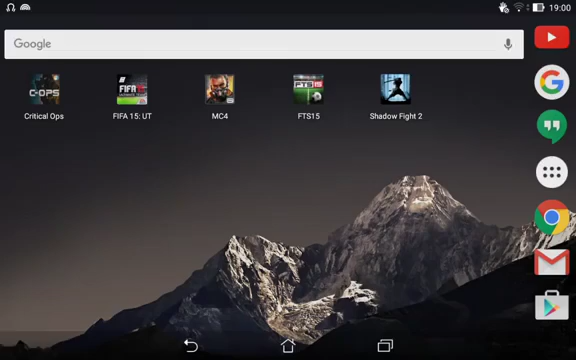 19:00
Google
Critical Ops
FIFA 15: UT
MC4
FTS15
Shadow Fight 2